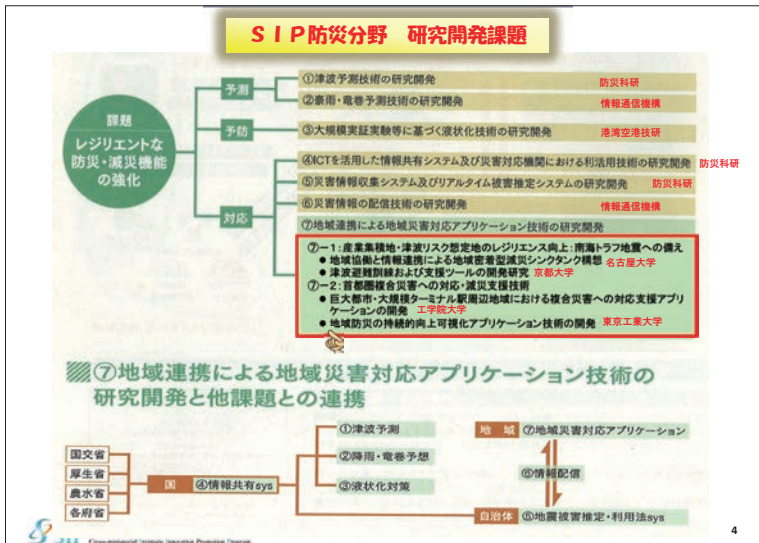 ＳＩＰ防災分野　研究開発課題
課題
レジリエントな
防災・減災機能
の強化
予測
①津波予測技術の研究開発 防災科研
②豪雨・竜巻予測技術の研究開発 情報通信機構
予防
③大規模実証実験等に基づく液状化技術の研究開発 港湾空港技研
対応
④ICTを活用した情報共有システム及び災害対応機関における利活用技術の研究開発 防災科研
⑤災害情報収集システム及びリアルタイム被害推定システムの研究開発 防災科研
⑥災害情報の配信技術の研究開発 情報通信機構
⑦地域連携による地域災害対応アプリケーション技術の研究開発
⑦ー1：産業集積地・津波リスク想定地のレジリエンス向上：南海トラフ地震への備え
● 地域協働と情報連携による地域密着型減災シンクタンク構想 名古屋大学
● 津波避難訓練および支援ツールの開発研究 京都大学
⑦ー2：首都圏複合災害への対応・減災支援技術
● 巨大都市・大規模ターミナル駅周辺地域における複合災害への対応支援アプリ
ケーションの開発 工学院大学
● 地域防災の持続的向上可視化アプリケーション技術の開発 東京工業大学
⑦地域連携による地域災害対応アプリケーション技術の
研究開発と他課題との連携
国交省
厚生省
農水省
各府省
国 ④情報共有sys
①津波予測
②降雨・竜巻予想
③液状化対策
地　域 ⑦地域災害対応アプリケーション
⑥情報配信
自治体 ⑤地震被害推定・利用法sys
4